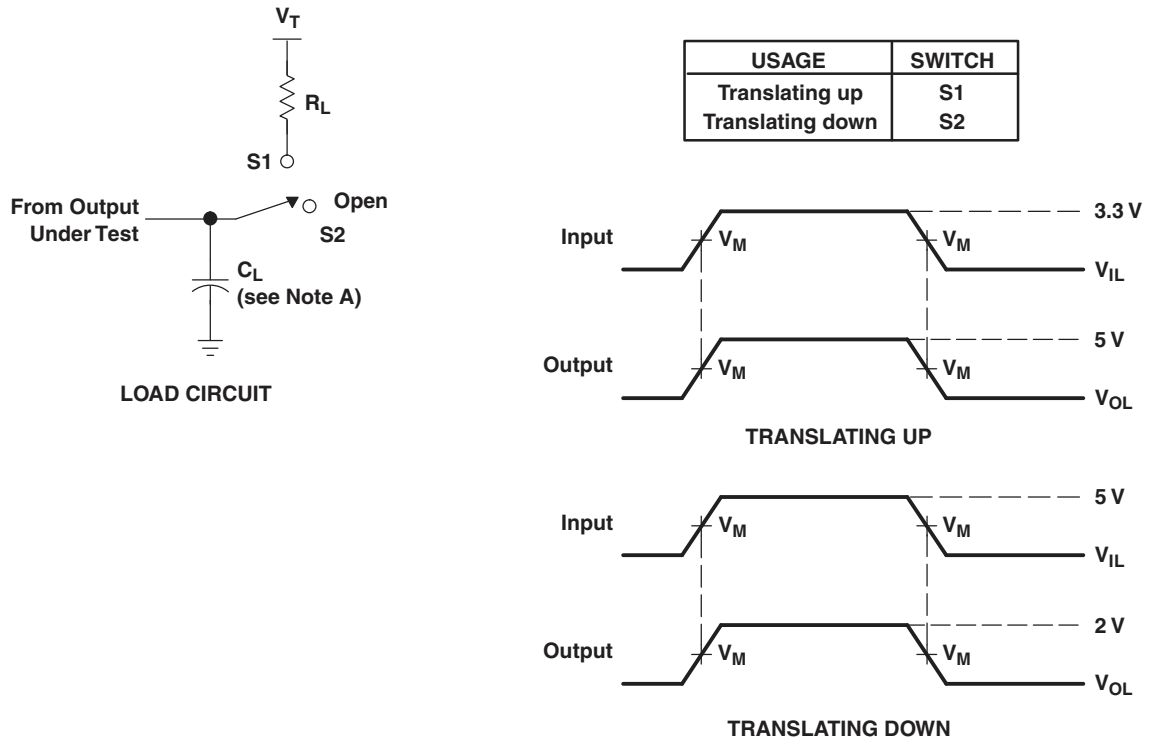 V_T
R_L
S1
From Output
Under Test
Open
S2
C_L
(see Note A)
LOAD CIRCUIT
USAGE SWITCH
Translating up S1
Translating down S2
3.3 V
Input V_M V_M
V_IL
5 V
Output V_M V_M
V_OL
TRANSLATING UP
5 V
Input V_M V_M
V_IL
2 V
Output V_M V_M
V_OL
TRANSLATING DOWN